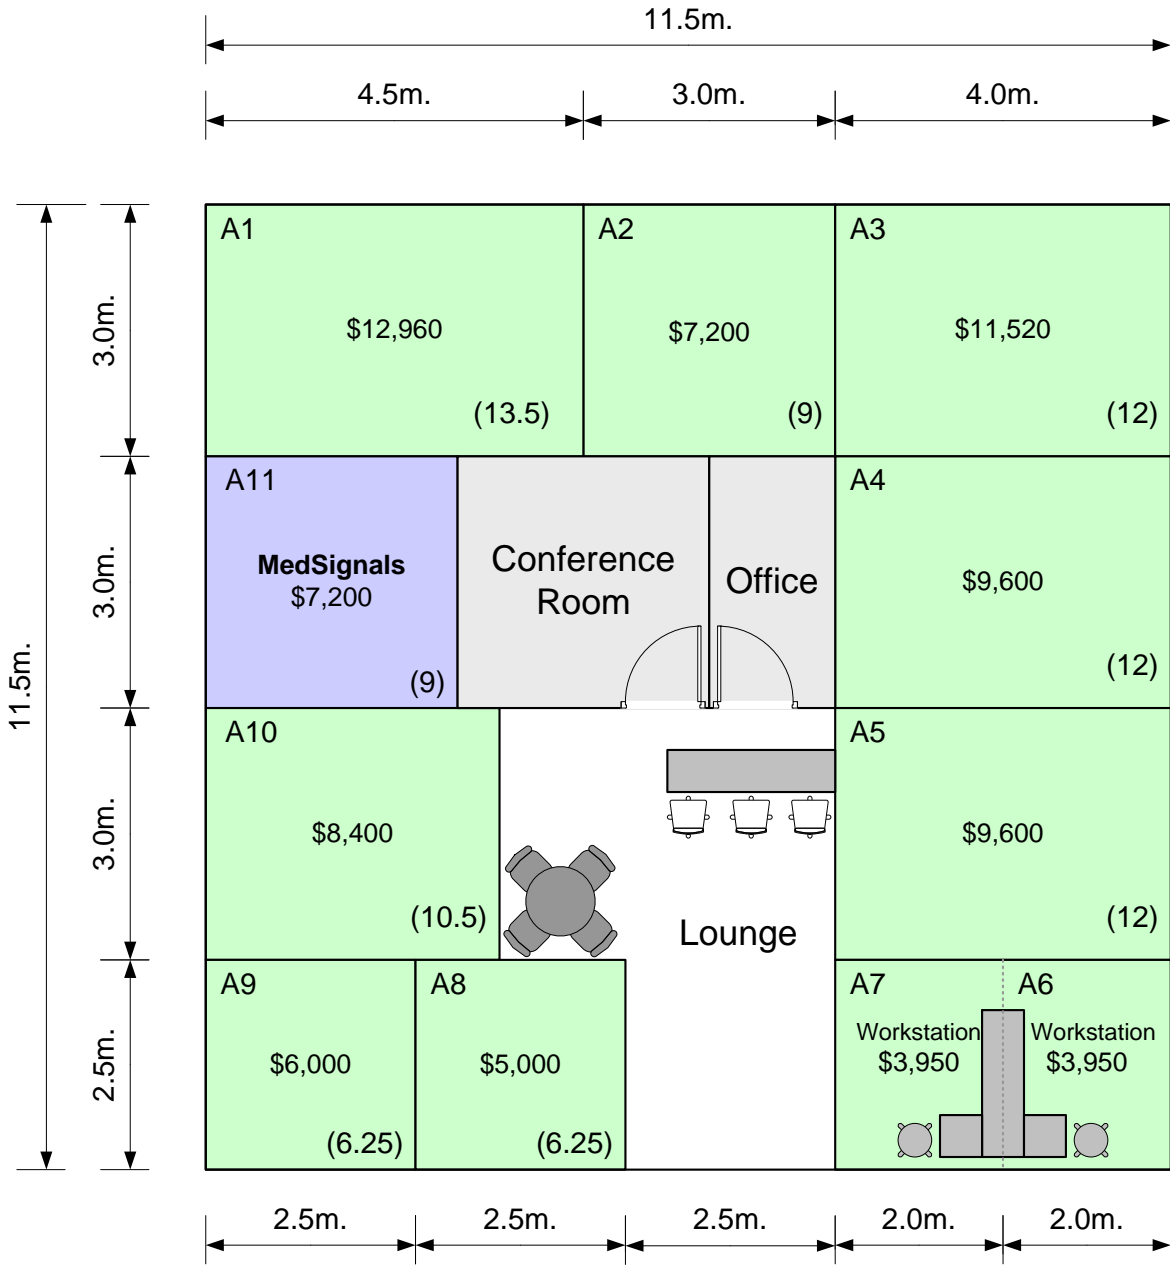 11.5m.
4.5m.
3.0m.
4.0m.
11.5m.
3.0m.
3.0m.
3.0m.
2.5m.
A1
$12,960
(13.5)
A2
$7,200
(9)
A3
$11,520
(12)
A11
MedSignals
$7,200
(9)
Conference
Room
Office
A4
$9,600
(12)
A10
$8,400
(10.5)
Lounge
A5
$9,600
(12)
A9
$6,000
(6.25)
A8
$5,000
(6.25)
A7
Workstation
$3,950
A6
Workstation
$3,950
2.5m.
2.5m.
2.5m.
2.0m.
2.0m.